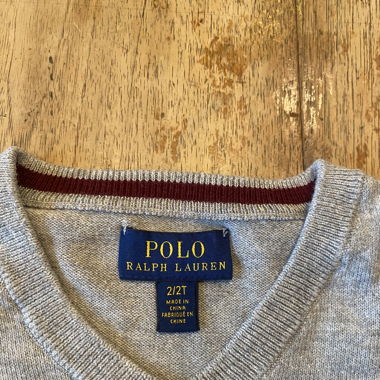 POLO
RALPH LAUREN
2/2T
MADE IN
CHINA
FABRIQUÉ EN
CHINE